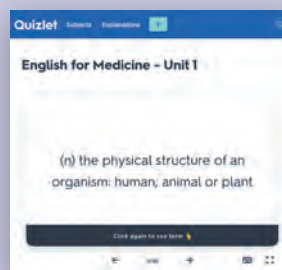 Quizlet Subjects Explanations +
English for Medicine - Unit 1
(n) the physical structure of an
organism: human, animal or plant
Click again to see term 👆